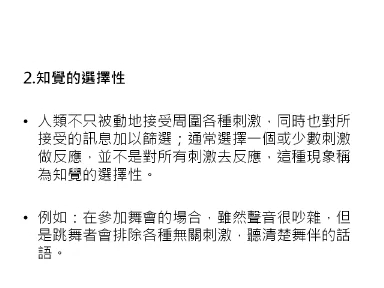 2.知覺的選擇性
• 人類不只被動地接受周圍各種刺激，同時也對所
接受的訊息加以篩選；通常選擇一個或少數刺激
做反應，並不是對所有刺激去反應，這種現象稱
為知覺的選擇性。
• 例如：在參加舞會的場合，雖然聲音很吵雜，但
是跳舞者會排除各種無關刺激，聽清楚舞伴的話
語。